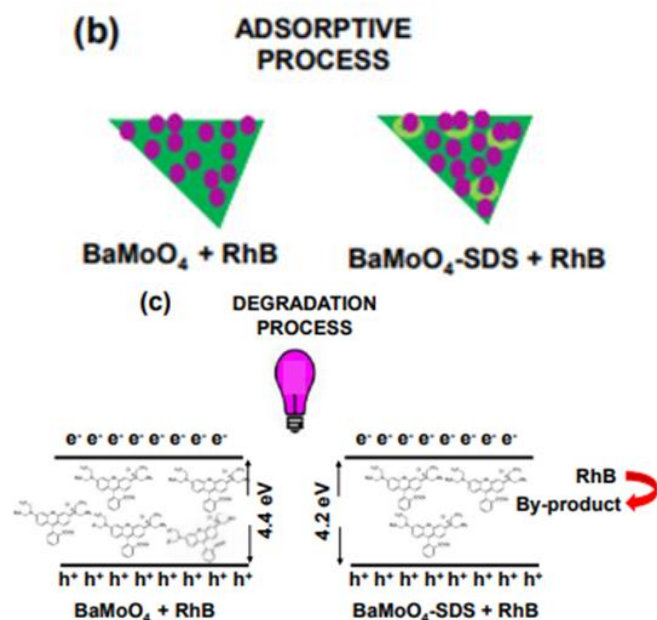 (b) ADSORPTIVE
PROCESS
BaMoO₄ + RhB
BaMoO₄-SDS + RhB
(c) DEGRADATION
PROCESS
e⁻ e⁻ e⁻ e⁻ e⁻ e⁻ e⁻ e⁻
4.4 eV
h⁺ h⁺ h⁺ h⁺ h⁺ h⁺ h⁺ h⁺
BaMoO₄ + RhB
e⁻ e⁻ e⁻ e⁻ e⁻ e⁻ e⁻ e⁻
4.2 eV
h⁺ h⁺ h⁺ h⁺ h⁺ h⁺ h⁺ h⁺
BaMoO₄-SDS + RhB
RhB
By-product